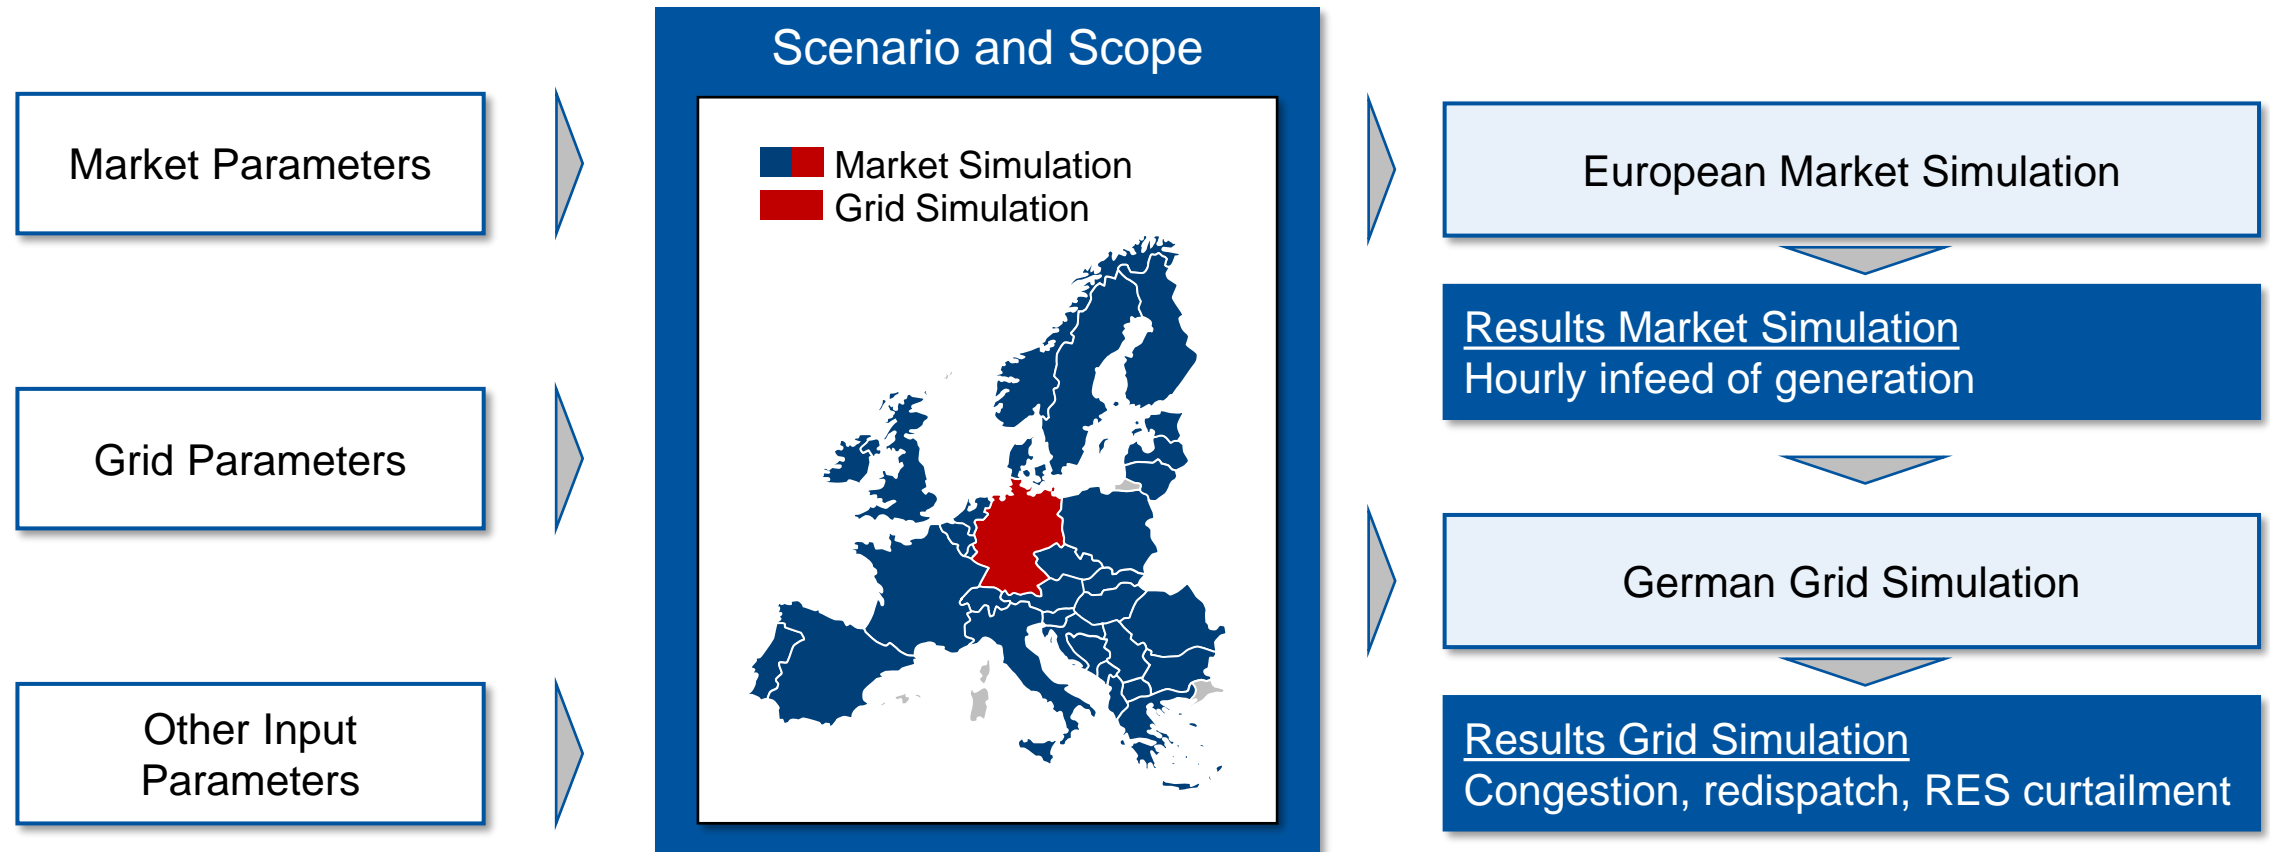 Scenario and Scope
Market Parameters
Grid Parameters
Other Input
Parameters
Market Simulation
Grid Simulation
European Market Simulation
Results Market Simulation
Hourly infeed of generation
German Grid Simulation
Results Grid Simulation
Congestion, redispatch, RES curtailment